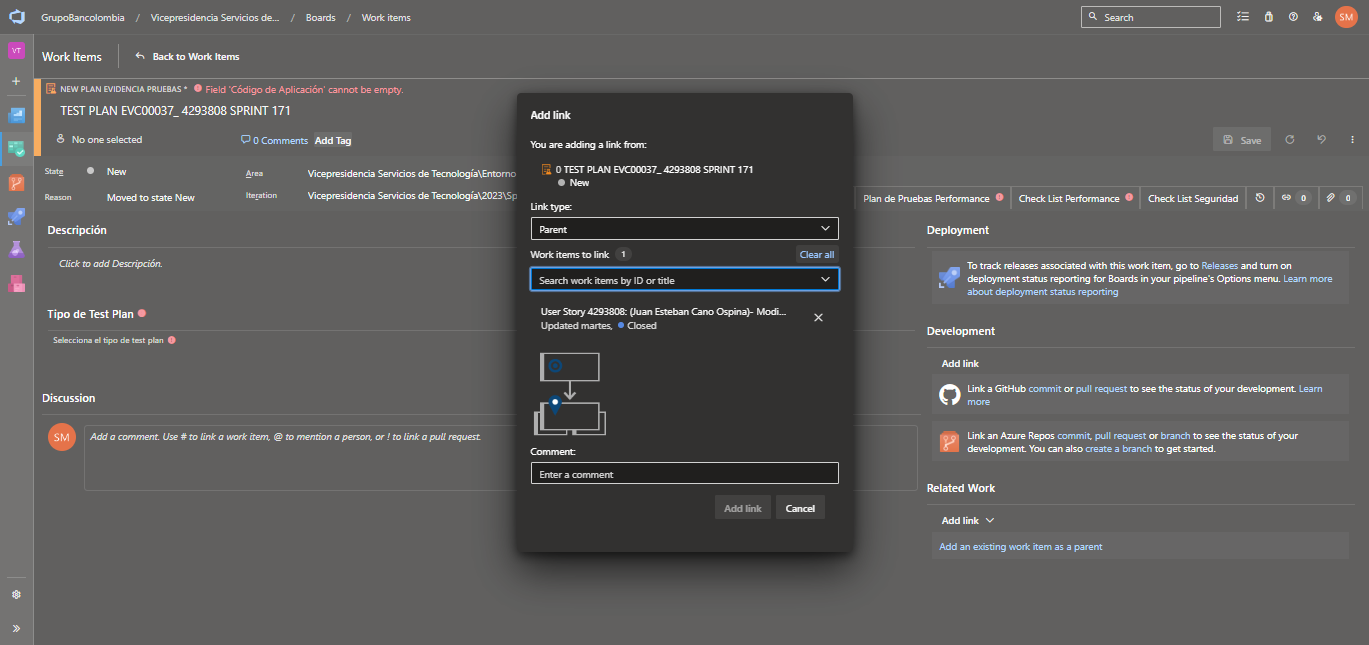 GrupoBancolombia / Vicepresidencia Servicios de... / Boards / Work items
Search
SM
VT
Work Items
Back to Work Items
NEW PLAN EVIDENCIA PRUEBAS * Field 'Código de Aplicación' cannot be empty.
TEST PLAN EVC00037_ 4293808 SPRINT 171
No one selected
0 Comments
Add Tag
Save
State
New
Area
Vicepresidencia Servicios de Tecnología\Entorno
Reason
Moved to state New
Iteration
Vicepresidencia Servicios de Tecnología\2023\Sp
Plan de Pruebas Performance
Check List Performance
Check List Seguridad
0
0
Descripción
Click to add Descripción.
Tipo de Test Plan
Selecciona el tipo de test plan
Discussion
SM
Add a comment. Use # to link a work item, @ to mention a person, or ! to link a pull request.
Add link
You are adding a link from:
0 TEST PLAN EVC00037_ 4293808 SPRINT 171
New
Link type:
Parent
Work items to link 1
Clear all
Search work items by ID or title
User Story 4293808: (Juan Esteban Cano Ospina)- Modi...
Updated martes, Closed
Comment:
Enter a comment
Add link
Cancel
Deployment
To track releases associated with this work item, go to Releases and turn on
deployment status reporting for Boards in your pipeline's Options menu. Learn more
about deployment status reporting
Development
Add link
Link a GitHub commit or pull request to see the status of your development. Learn
more
Link an Azure Repos commit, pull request or branch to see the status of your
development. You can also create a branch to get started.
Related Work
Add link
Add an existing work item as a parent